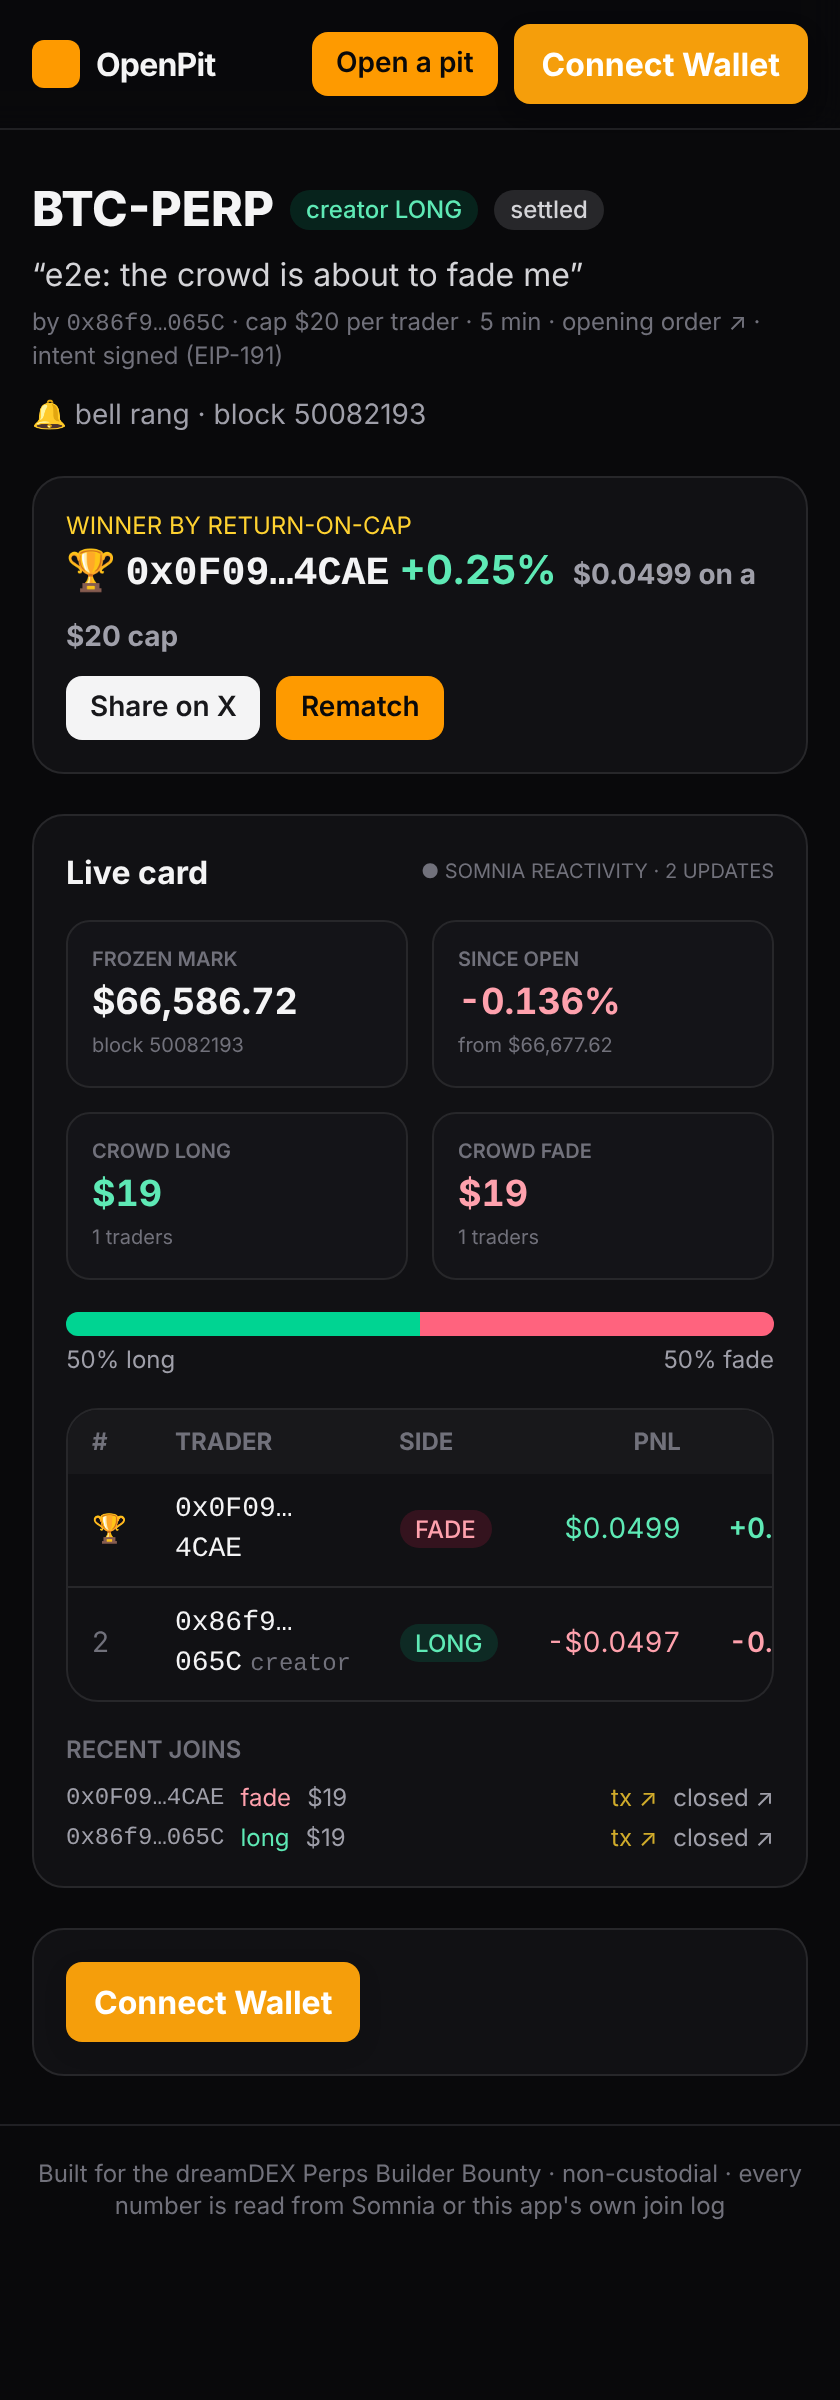 OpenPit
Open a pit
Connect Wallet
BTC-PERP creator LONG settled
“e2e: the crowd is about to fade me”
by 0x86f9…065C · cap $20 per trader · 5 min · opening order ↗ ·
intent signed (EIP-191)
🔔 bell rang · block 50082193
WINNER BY RETURN-ON-CAP
🏆 0x0F09…4CAE +0.25% $0.0499 on a
$20 cap
Share on X
Rematch
Live card
● SOMNIA REACTIVITY · 2 UPDATES
FROZEN MARK
$66,586.72
block 50082193
SINCE OPEN
-0.136%
from $66,677.62
CROWD LONG
$19
1 traders
CROWD FADE
$19
1 traders
50% long
50% fade
# TRADER SIDE PNL
🏆 0x0F09…
4CAE FADE $0.0499 +0.
2 0x86f9…
065C creator LONG -$0.0497 -0.
RECENT JOINS
0x0F09…4CAE fade $19 tx ↗ closed ↗
0x86f9…065C long $19 tx ↗ closed ↗
Connect Wallet
Built for the dreamDEX Perps Builder Bounty · non-custodial · every
number is read from Somnia or this app's own join log